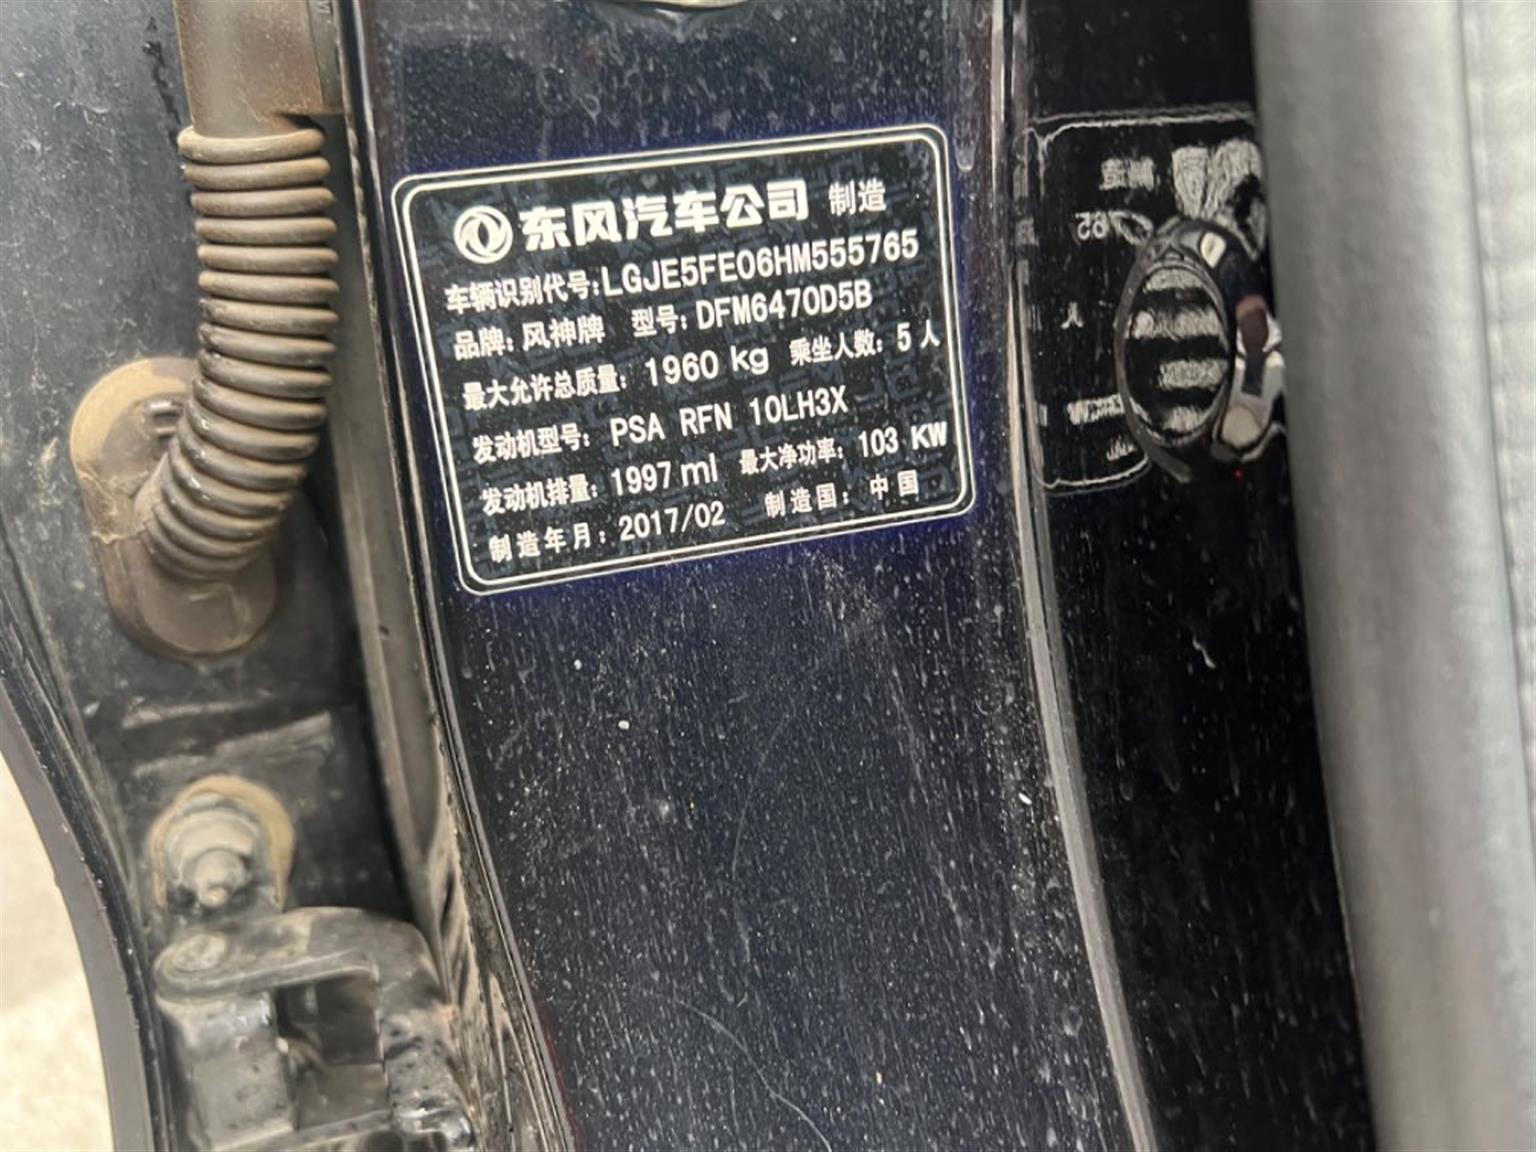 东风汽车公司 制造
车辆识别代号:LGJE5FE06HM555765
品牌: 风神牌 型号: DFM6470D5B
最大允许总质量: 1960 kg 乘坐人数: 5 人
发动机型号: PSA RFN 10LH3X
发动机排量: 1997 ml 最大净功率: 103 KW
制造年月: 2017/02 制造国: 中国